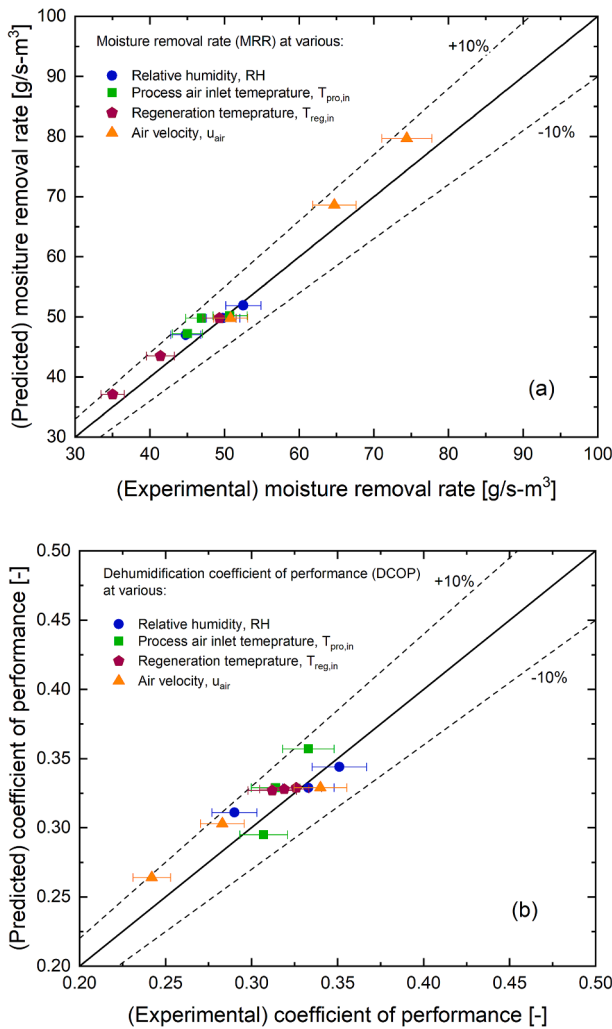 100
90
80
70
60
50
40
30
(Predicted) mositure removal rate [g/s-m³]
Moisture removal rate (MRR) at various:
Relative humidity, RH
Process air inlet temeprature, Tpro,in
Regeneration temeprature, Treg,in
Air velocity, uair
+10%
-10%
(a)
30 40 50 60 70 80 90 100
(Experimental) moisture removal rate [g/s-m³]
0.50
0.45
0.40
0.35
0.30
0.25
0.20
(Predicted) coefficient of performance [-]
Dehumidification coefficient of performance (DCOP)
at various:
Relative humidity, RH
Process air inlet temeprature, Tpro,in
Regeneration temeprature, Treg,in
Air velocity, uair
+10%
-10%
(b)
0.20 0.25 0.30 0.35 0.40 0.45 0.50
(Experimental) coefficient of performance [-]